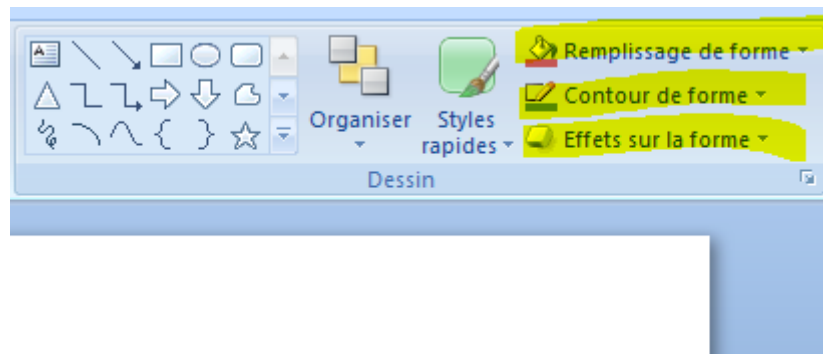 A
Remplissage de forme
Contour de forme
Organiser
Styles rapides
Effets sur la forme
Dessin